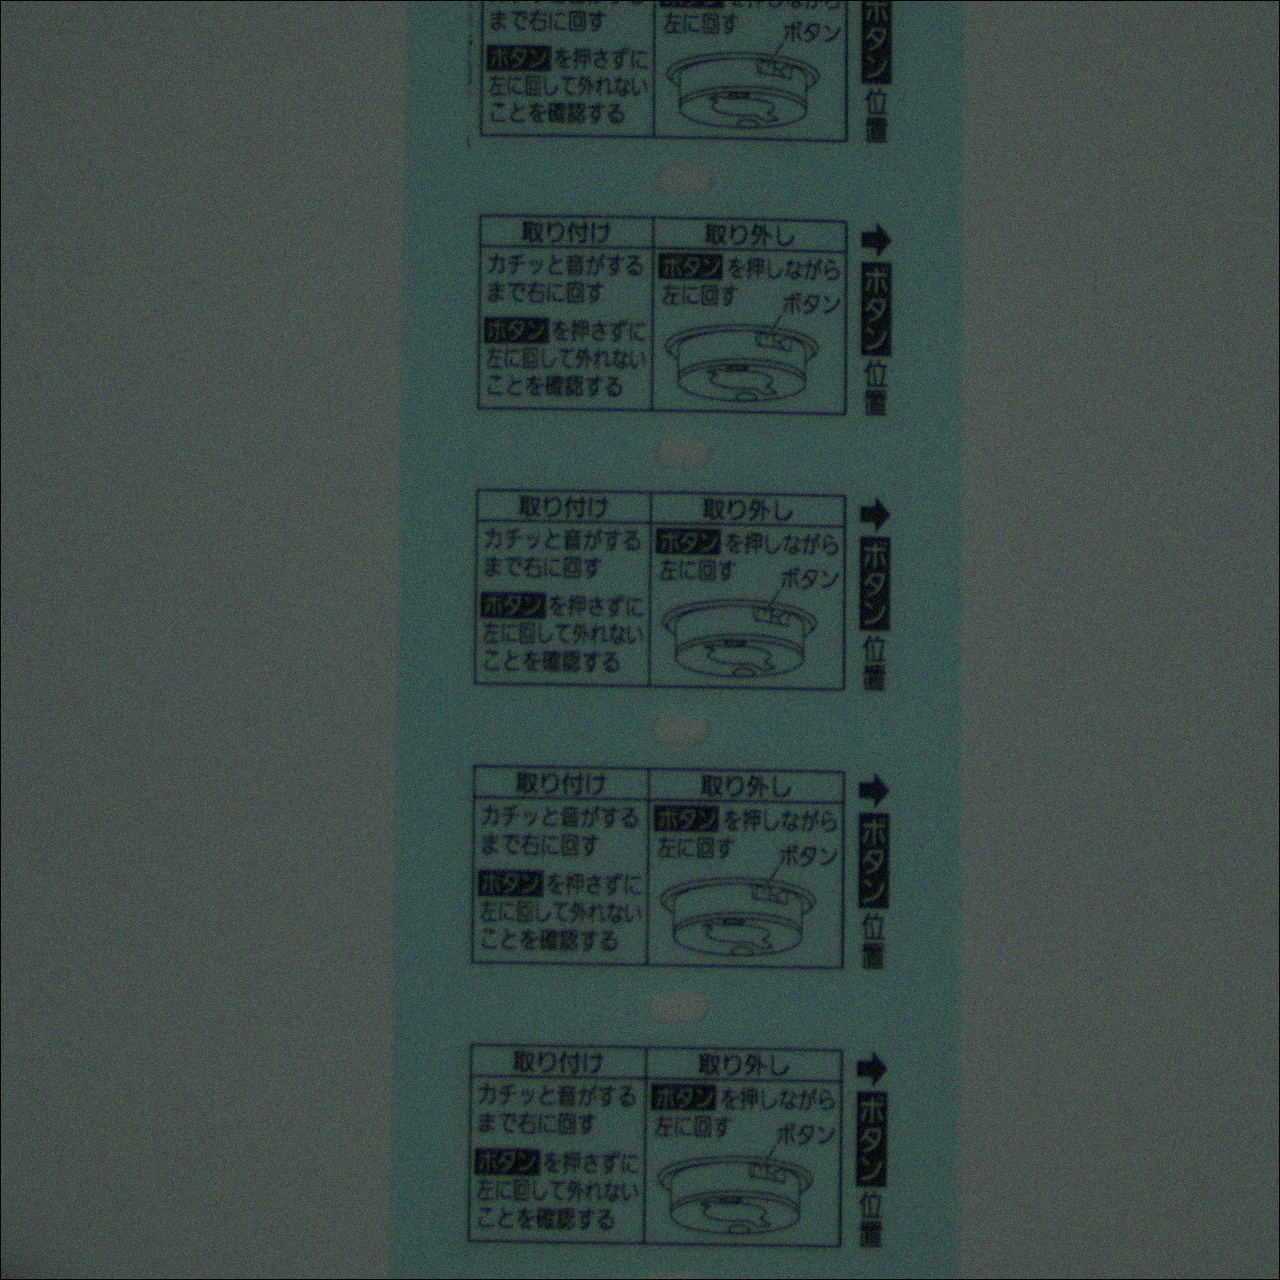 まで右に回す
ボタンを押さずに
左に回して外れない
ことを確認する
左に回す
ボタン
ボタン位置
取り付け
カチッと音がする
まで右に回す
ボタンを押さずに
左に回して外れない
ことを確認する
取り外し
ボタンを押しながら
左に回す
ボタン
➡ボタン位置
取り付け
カチッと音がする
まで右に回す
ボタンを押さずに
左に回して外れない
ことを確認する
取り外し
ボタンを押しながら
左に回す
ボタン
➡ボタン位置
取り付け
カチッと音がする
まで右に回す
ボタンを押さずに
左に回して外れない
ことを確認する
取り外し
ボタンを押しながら
左に回す
ボタン
➡ボタン位置
取り付け
カチッと音がする
まで右に回す
ボタンを押さずに
左に回して外れない
ことを確認する
取り外し
ボタンを押しながら
左に回す
ボタン
➡ボタン位置